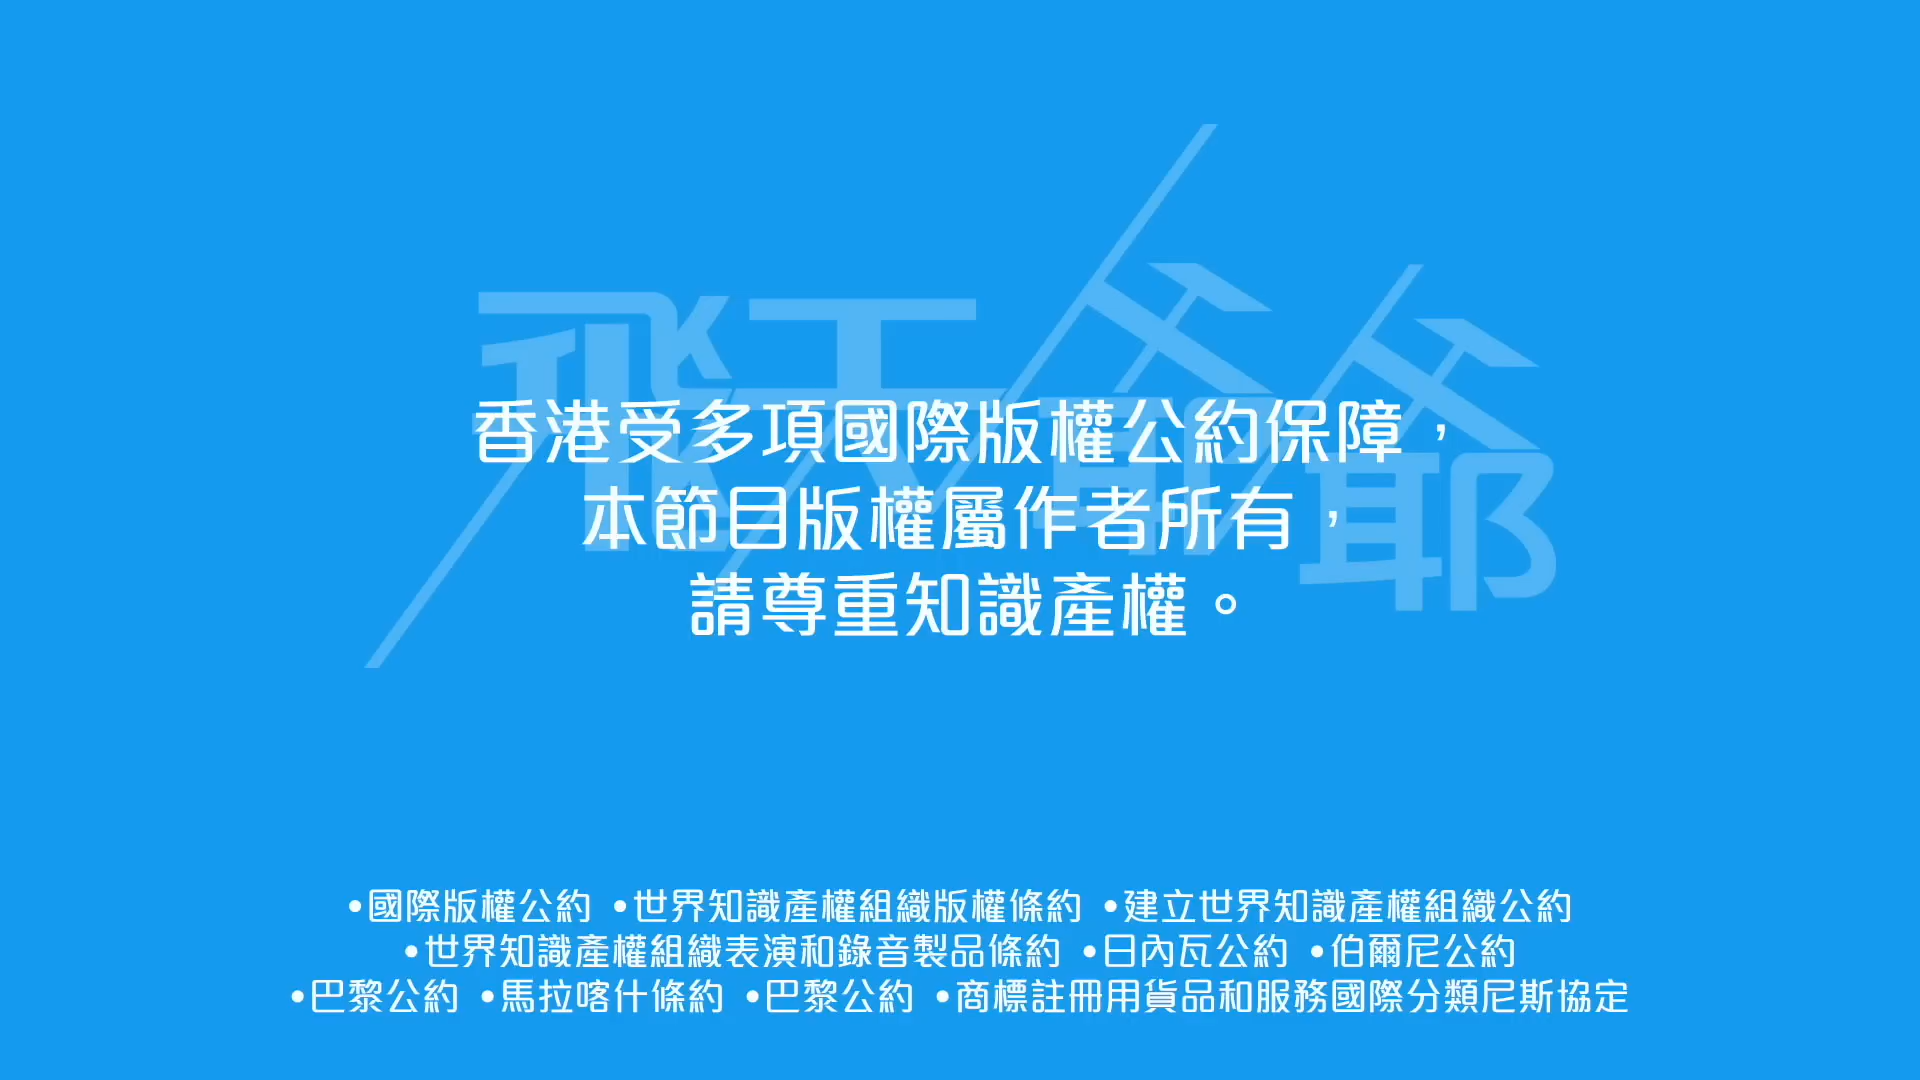 飛天爺爺
香港受多項國際版權公約保障，
本節目版權屬作者所有，
請尊重知識產權。
•國際版權公約 •世界知識產權組織版權條約 •建立世界知識產權組織公約
•世界知識產權組織表演和錄音製品條約 •日內瓦公約 •伯爾尼公約
•巴黎公約 •馬拉喀什條約 •巴黎公約 •商標註冊用貨品和服務國際分類尼斯協定